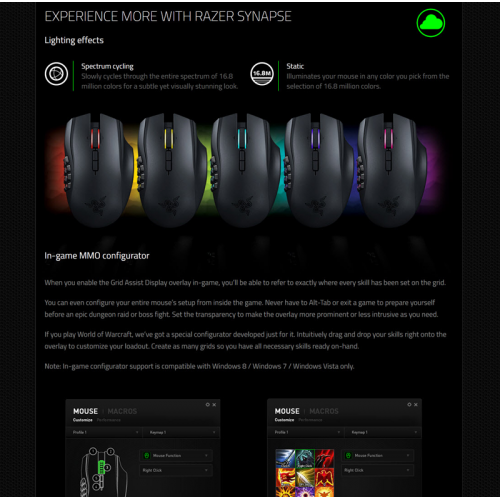 EXPERIENCE MORE WITH RAZER SYNAPSE
Lighting effects
Spectrum cycling
Slowly cycles through the entire spectrum of 16.8
million colors for a subtle yet visually stunning look.
16.8M
Static
Illuminates your mouse in any color you pick from the
selection of 16.8 million colors.
In-game MMO configurator
When you enable the Grid Assist Display overlay in-game, you'll be able to refer to exactly where every skill has been set on the grid.
You can even configure your entire mouse's setup from inside the game. Never have to Alt-Tab or exit a game to prepare yourself
before an epic dungeon raid or boss fight. Set the transparency to make the overlay more prominent or less intrusive as you need.
If you play World of Warcraft, we've got a special configurator developed just for it. Intuitively drag and drop your skills right onto the
overlay to customize your loadout. Create as many grids so you have all necessary skills ready on-hand.
Note: In-game configurator support is compatible with Windows 8 / Windows 7 / Windows Vista only.
MOUSE | MACROS
Customize Performance
Profile 1 Keymap 1
Mouse Function
Right Click
MOUSE | MACROS
Customize Performance
Profile 1 Keymap 1
Mouse Function
Right Click